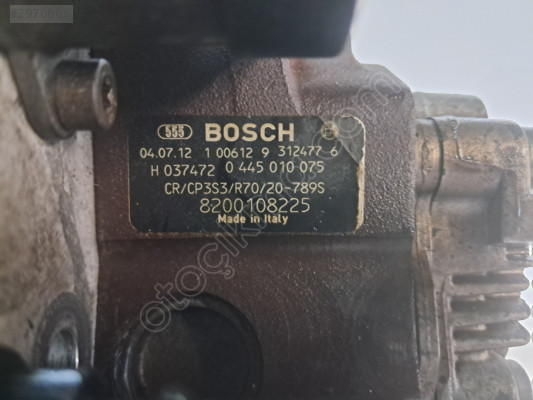 555 BOSCH
04.07.12 1 00612 9 312477 6
H 037472 0 445 010 075
CR/CP3S3/R70/20-789S
8200108225
Made in Italy